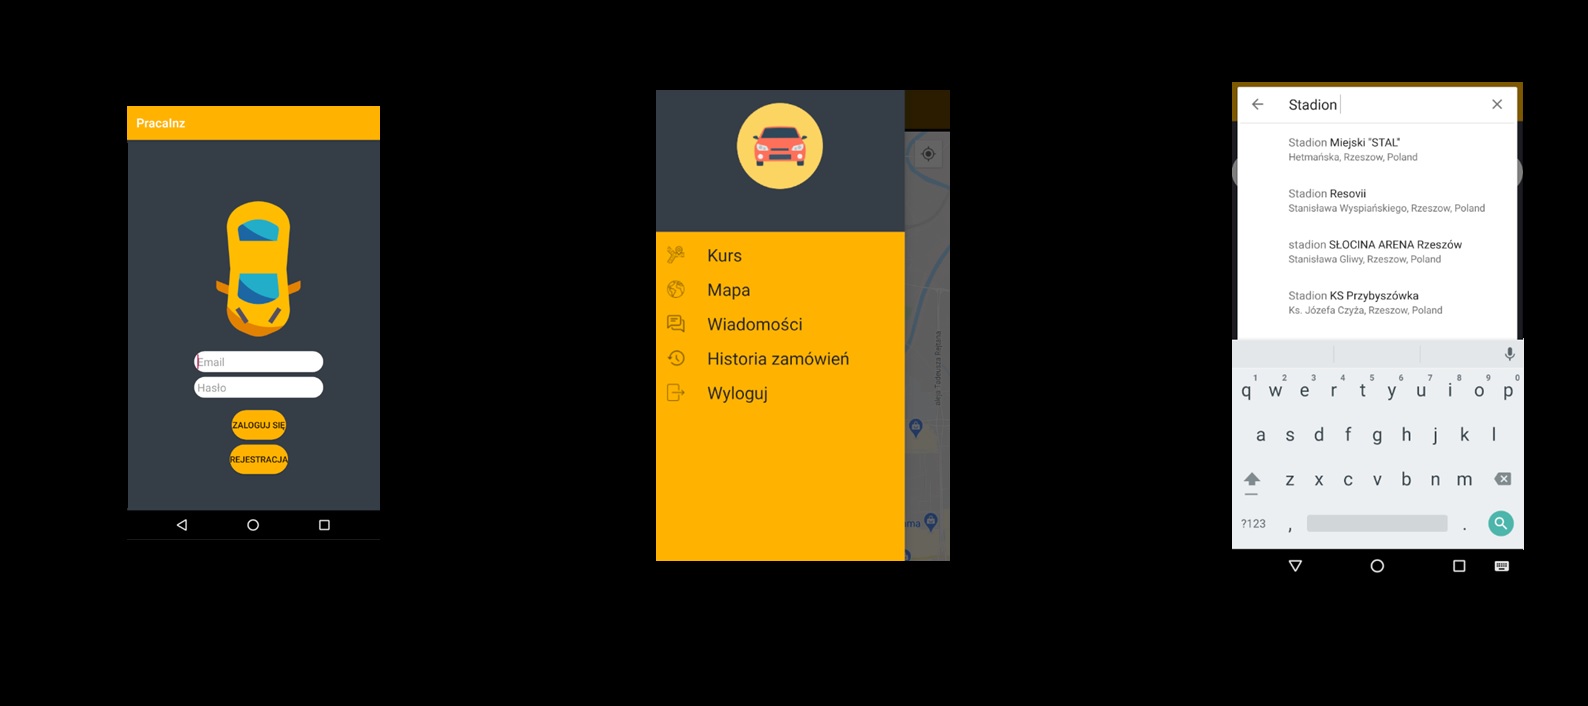 PracaInz
Email
Hasło
ZALOGUJ SIĘ
REJESTRACJA
Kurs
Mapa
Wiadomości
Historia zamówień
Wyloguj
Stadion
Stadion Miejski "STAL"
Hetmańska, Rzeszow, Poland
Stadion Resovii
Stanisława Wyspiańskiego, Rzeszow, Poland
stadion SŁOCINA ARENA Rzeszów
Stanisława Gliwy, Rzeszow, Poland
Stadion KS Przybyszówka
Ks. Józefa Czyża, Rzeszow, Poland
1 2 3 4 5 6 7 8 9 0
q w e r t y u i o p
a s d f g h j k l
z x c v b n m
?123 , .